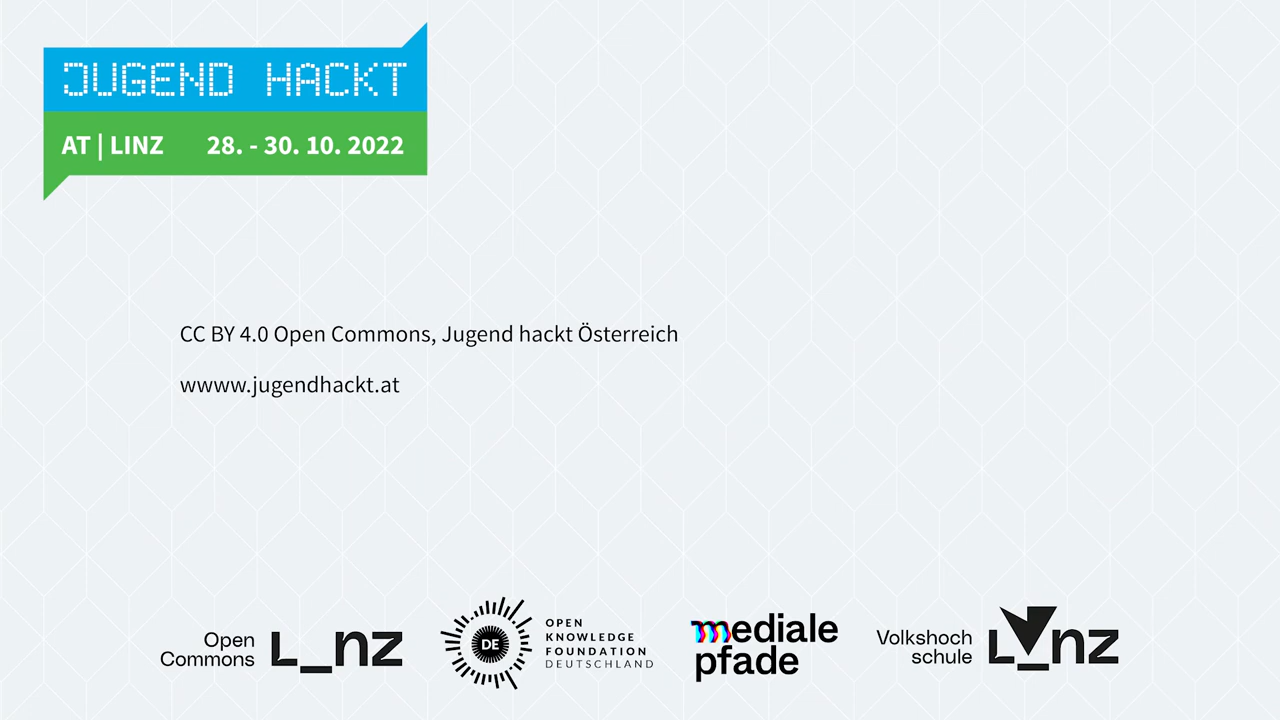 JUGEND HACKT
AT | LINZ 28. - 30. 10. 2022
CC BY 4.0 Open Commons, Jugend hackt Österreich
wwww.jugendhackt.at
Open
Commons
L_nz
DE
OPEN
KNOWLEDGE
FOUNDATION
DEUTSCHLAND
mediale
pfade
Volkshoch
schule
L_nz